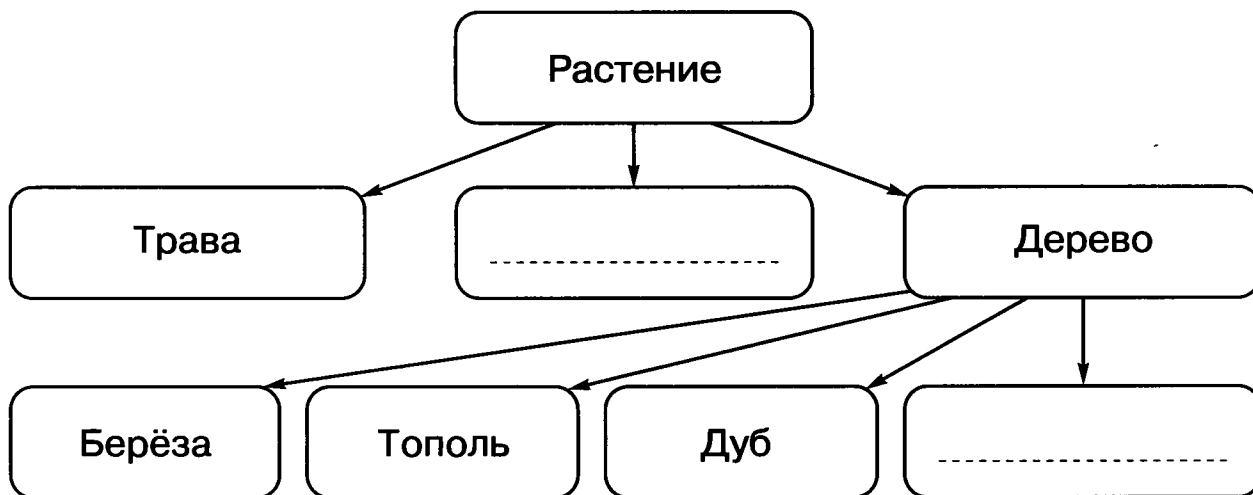 Растение
Трава
Дерево
Берёза
Тополь
Дуб